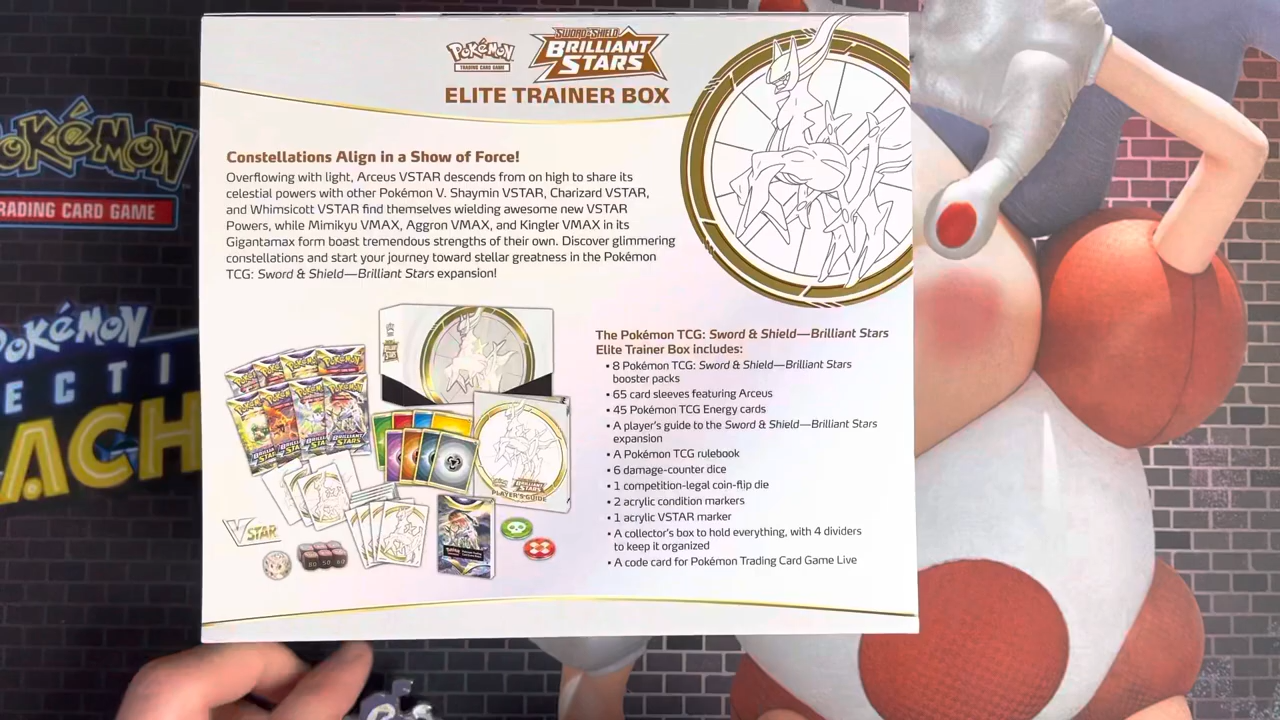 Pokémon
TRADING CARD GAME
SWORD & SHIELD
BRILLIANT
STARS
ELITE TRAINER BOX
Constellations Align in a Show of Force!
Overflowing with light, Arceus VSTAR descends from on high to share its
celestial powers with other Pokémon V. Shaymin VSTAR, Charizard VSTAR,
and Whimsicott VSTAR find themselves wielding awesome new VSTAR
Powers, while Mimikyu VMAX, Aggron VMAX, and Kingler VMAX in its
Gigantamax form boast tremendous strengths of their own. Discover glimmering
constellations and start your journey toward stellar greatness in the Pokémon
TCG: Sword & Shield—Brilliant Stars expansion!
The Pokémon TCG: Sword & Shield—Brilliant Stars
Elite Trainer Box includes:
• 8 Pokémon TCG: Sword & Shield—Brilliant Stars
booster packs
• 65 card sleeves featuring Arceus
• 45 Pokémon TCG Energy cards
• A player's guide to the Sword & Shield—Brilliant Stars
expansion
• A Pokémon TCG rulebook
• 6 damage-counter dice
• 1 competition-legal coin-flip die
• 2 acrylic condition markers
• 1 acrylic VSTAR marker
• A collector's box to hold everything, with 4 dividers
to keep it organized
• A code card for Pokémon Trading Card Game Live
BRILLIANT
STARS
PLAYER'S GUIDE
VSTAR
OKÉMON
RADING CARD GAME
POKÉMON
ECTI
ACH